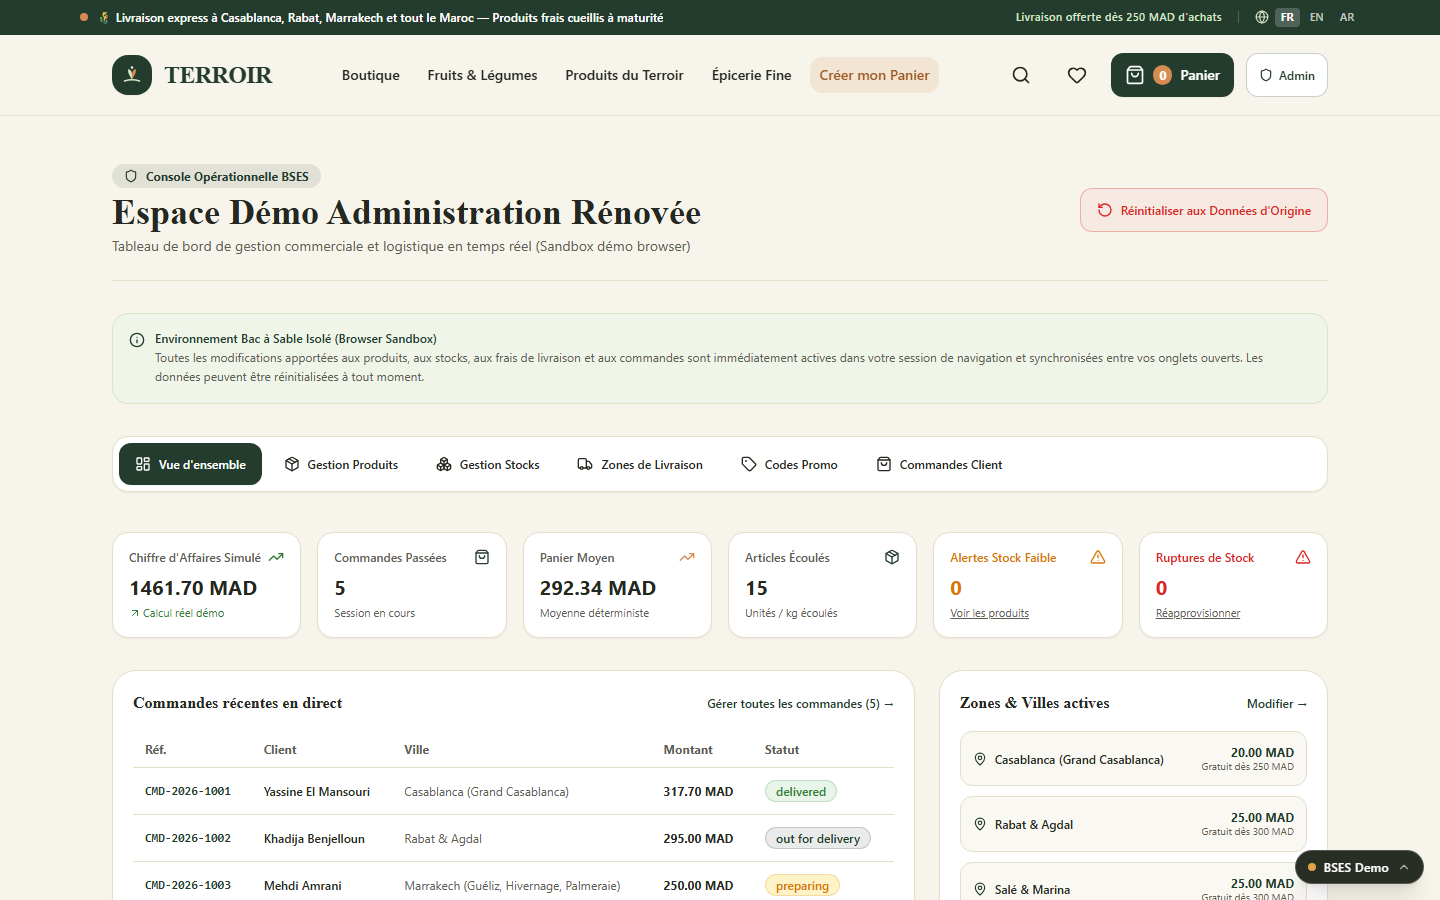 Livraison express à Casablanca, Rabat, Marrakech et tout le Maroc — Produits frais cueillis à maturité
Livraison offerte dès 250 MAD d'achats
FR EN AR
TERROIR
Boutique
Fruits & Légumes
Produits du Terroir
Épicerie Fine
Créer mon Panier
0 Panier
Admin
Console Opérationnelle BSES
Espace Démo Administration Rénovée
Tableau de bord de gestion commerciale et logistique en temps réel (Sandbox démo browser)
Réinitialiser aux Données d'Origine
Environnement Bac à Sable Isolé (Browser Sandbox)
Toutes les modifications apportées aux produits, aux stocks, aux frais de livraison et aux commandes sont immédiatement actives dans votre session de navigation et synchronisées entre vos onglets ouverts. Les
données peuvent être réinitialisées à tout moment.
Vue d'ensemble
Gestion Produits
Gestion Stocks
Zones de Livraison
Codes Promo
Commandes Client
Chiffre d'Affaires Simulé
1461.70 MAD
Calcul réel démo
Commandes Passées
5
Session en cours
Panier Moyen
292.34 MAD
Moyenne déterministe
Articles Écoulés
15
Unités / kg écoulés
Alertes Stock Faible
0
Voir les produits
Ruptures de Stock
0
Réapprovisionner
Commandes récentes en direct
Gérer toutes les commandes (5) →
Réf. Client Ville Montant Statut
CMD-2026-1001 Yassine El Mansouri Casablanca (Grand Casablanca) 317.70 MAD delivered
CMD-2026-1002 Khadija Benjelloun Rabat & Agdal 295.00 MAD out for delivery
CMD-2026-1003 Mehdi Amrani Marrakech (Guéliz, Hivernage, Palmeraie) 250.00 MAD preparing
Zones & Villes actives
Modifier →
Casablanca (Grand Casablanca)
20.00 MAD
Gratuit dès 250 MAD
Rabat & Agdal
25.00 MAD
Gratuit dès 300 MAD
Salé & Marina
25.00 MAD
Gratuit dès 300 MAD
BSES Demo